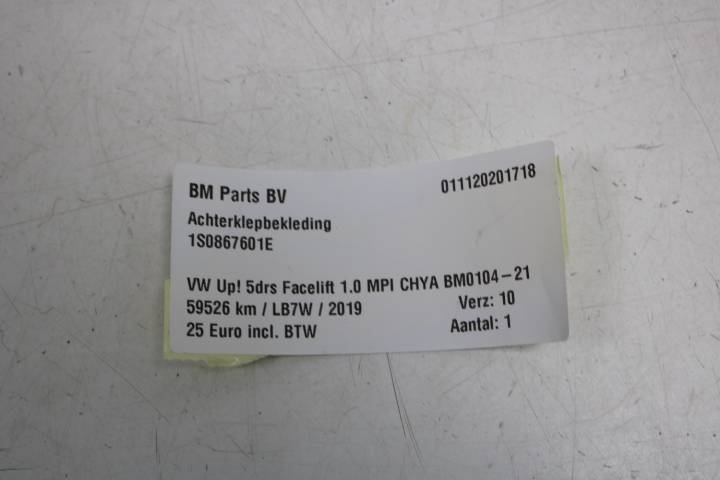 BM Parts BV 011120201718
Achterklepbekleding
1S0867601E
VW Up! 5drs Facelift 1.0 MPI CHYA BM0104-21
59526 km / LB7W / 2019 Verz: 10
25 Euro incl. BTW Aantal: 1